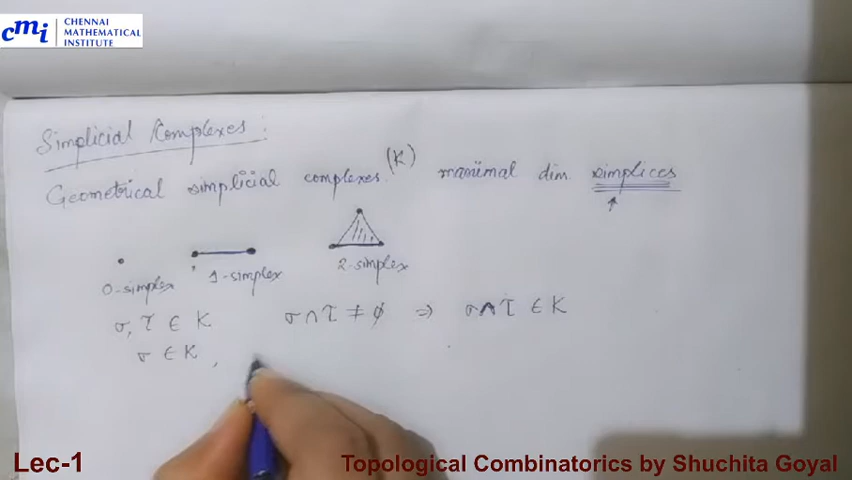 cmi CHENNAI
MATHEMATICAL
INSTITUTE
Simplicial Complexes :
Geometrical simplicial complexes (K) maximal dim. simplices
0-simplex 1-simplex 2-simplex
σ, τ ∈ K σ∩τ ≠ ∅ ⇒ σ∩τ ∈ K
σ ∈ K ,
Lec-1 Topological Combinatorics by Shuchita Goyal